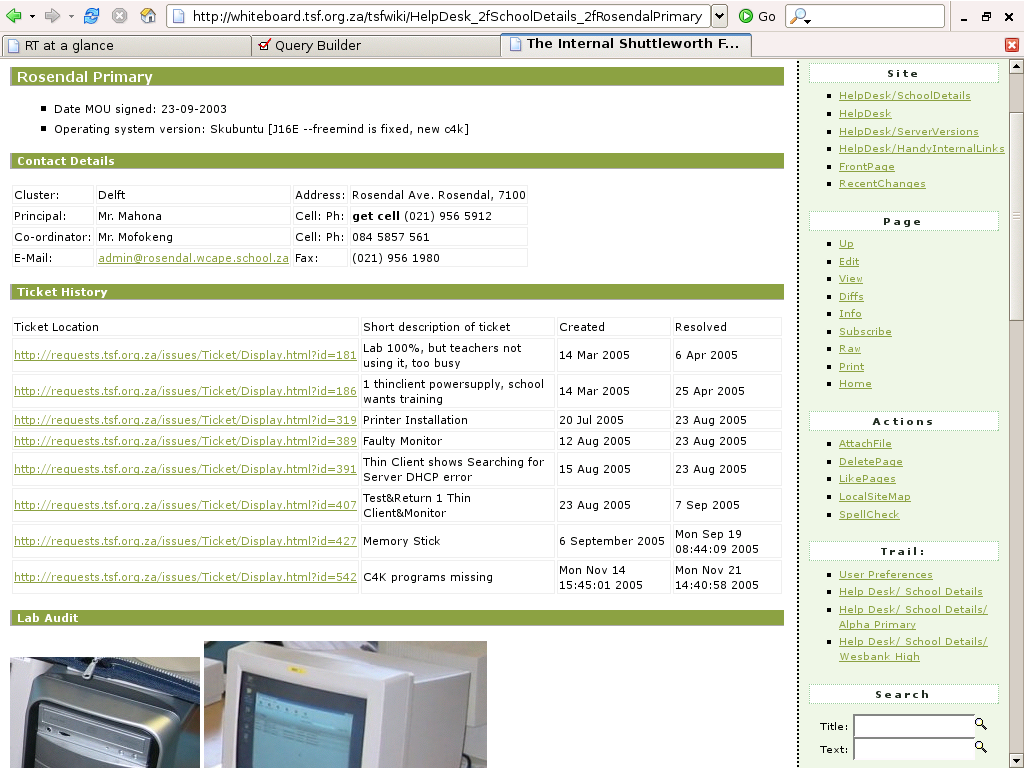 http://whiteboard.tsf.org.za/tsfwiki/HelpDesk_2fSchoolDetails_2fRosendalPrimary
Go
RT at a glance
Query Builder
The Internal Shuttleworth F...
Rosendal Primary
Date MOU signed: 23-09-2003
Operating system version: Skubuntu [J16E --freemind is fixed, new c4k]
Contact Details
Cluster: Delft Address: Rosendal Ave. Rosendal, 7100
Principal: Mr. Mahona Cell: Ph: get cell (021) 956 5912
Co-ordinator: Mr. Mofokeng Cell: Ph: 084 5857 561
E-Mail: admin@rosendal.wcape.school.za Fax: (021) 956 1980
Ticket History
Ticket Location Short description of ticket Created Resolved
http://requests.tsf.org.za/issues/Ticket/Display.html?id=181 Lab 100%, but teachers not using it, too busy 14 Mar 2005 6 Apr 2005
http://requests.tsf.org.za/issues/Ticket/Display.html?id=186 1 thinclient powersupply, school wants training 14 Mar 2005 25 Apr 2005
http://requests.tsf.org.za/issues/Ticket/Display.html?id=319 Printer Installation 20 Jul 2005 23 Aug 2005
http://requests.tsf.org.za/issues/Ticket/Display.html?id=389 Faulty Monitor 12 Aug 2005 23 Aug 2005
http://requests.tsf.org.za/issues/Ticket/Display.html?id=391 Thin Client shows Searching for Server DHCP error 15 Aug 2005 23 Aug 2005
http://requests.tsf.org.za/issues/Ticket/Display.html?id=407 Test&Return 1 Thin Client&Monitor 23 Aug 2005 7 Sep 2005
http://requests.tsf.org.za/issues/Ticket/Display.html?id=427 Memory Stick 6 September 2005 Mon Sep 19 08:44:09 2005
http://requests.tsf.org.za/issues/Ticket/Display.html?id=542 C4K programs missing Mon Nov 14 15:45:01 2005 Mon Nov 21 14:40:58 2005
Lab Audit
Site
HelpDesk/SchoolDetails
HelpDesk
HelpDesk/ServerVersions
HelpDesk/HandyInternalLinks
FrontPage
RecentChanges
Page
Up
Edit
View
Diffs
Info
Subscribe
Raw
Print
Home
Actions
AttachFile
DeletePage
LikePages
LocalSiteMap
SpellCheck
Trail:
User Preferences
Help Desk/ School Details
Help Desk/ School Details/
Alpha Primary
Help Desk/ School Details/
Wesbank High
Search
Title:
Text: